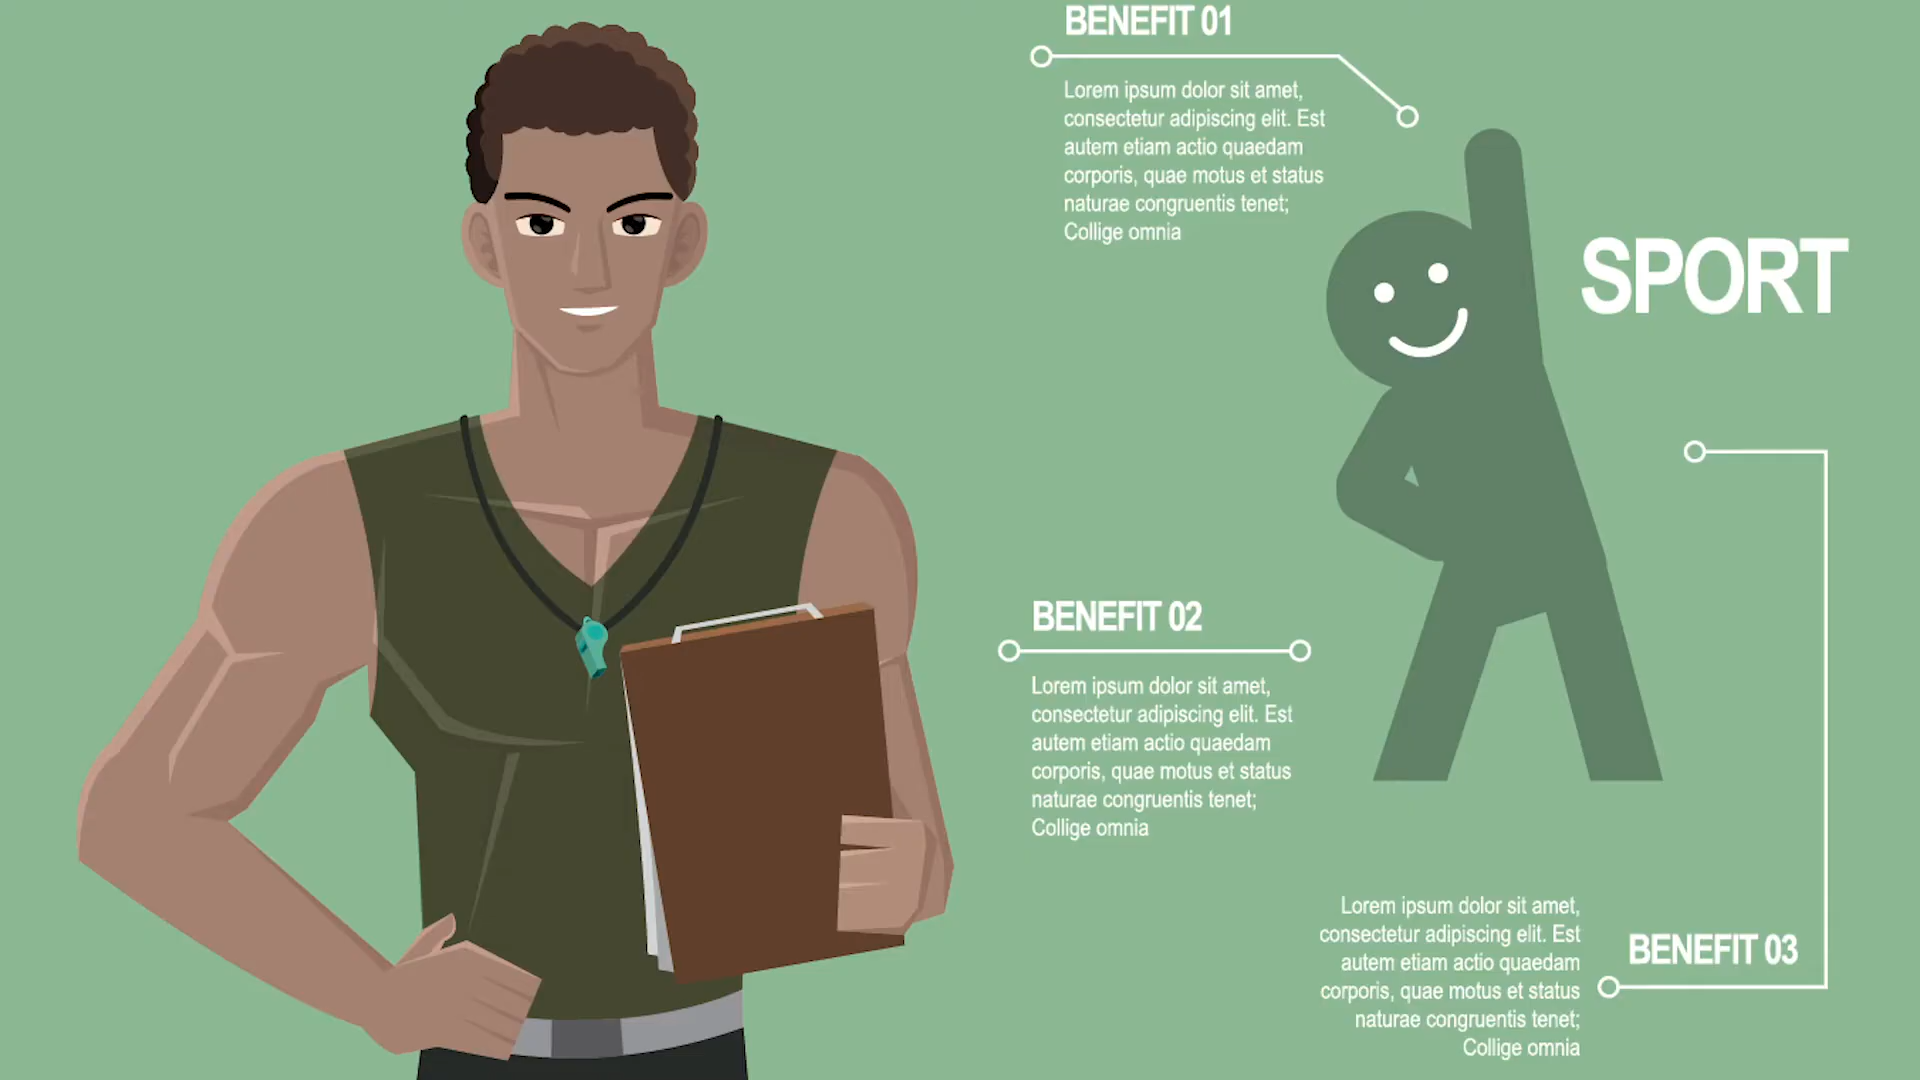 BENEFIT 01
Lorem ipsum dolor sit amet,
consectetur adipiscing elit. Est
autem etiam actio quaedam
corporis, quae motus et status
naturae congruentis tenet;
Collige omnia
SPORT
BENEFIT 02
Lorem ipsum dolor sit amet,
consectetur adipiscing elit. Est
autem etiam actio quaedam
corporis, quae motus et status
naturae congruentis tenet;
Collige omnia
BENEFIT 03
Lorem ipsum dolor sit amet,
consectetur adipiscing elit. Est
autem etiam actio quaedam
corporis, quae motus et status
naturae congruentis tenet;
Collige omnia